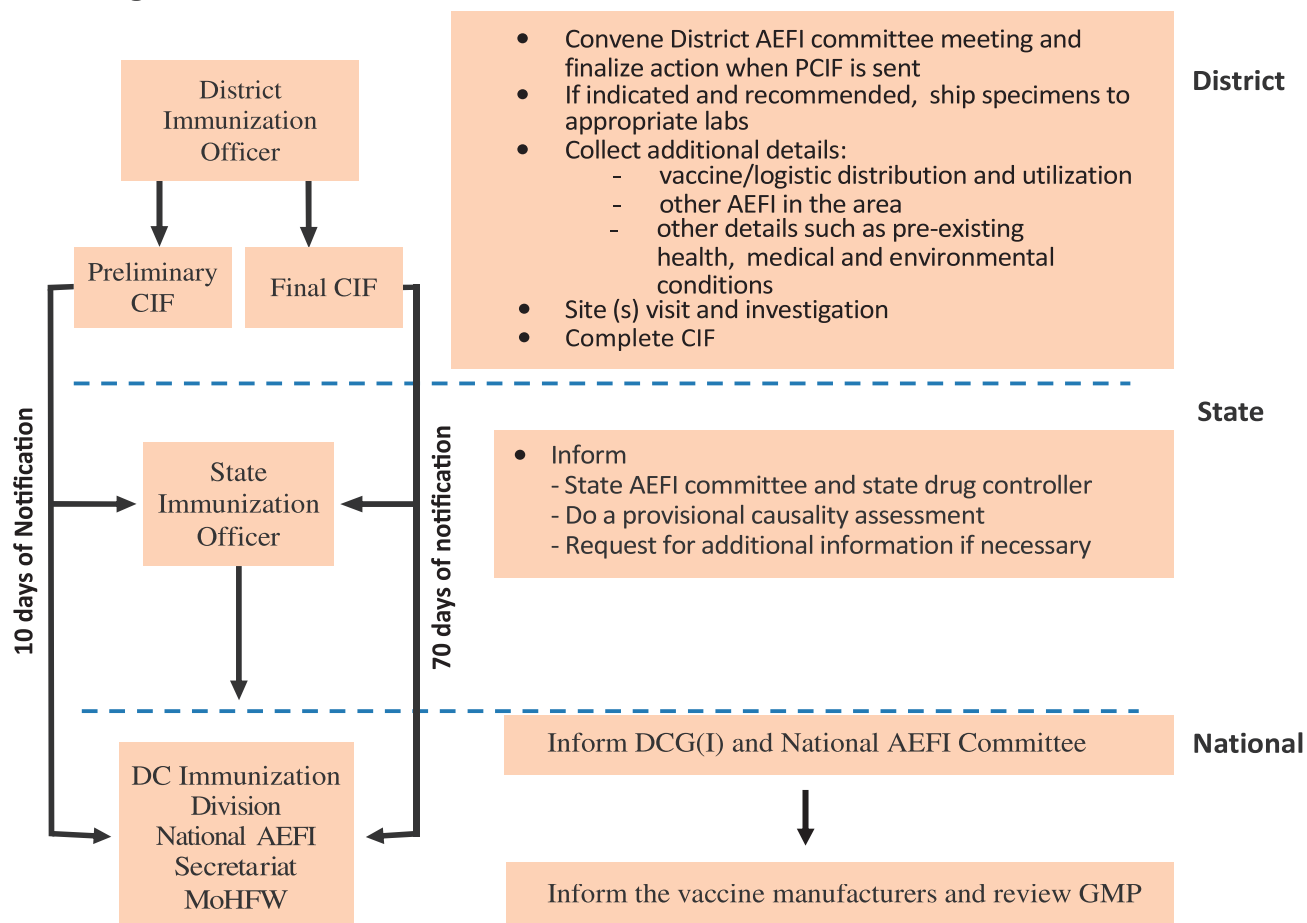 District
Immunization
Officer
Preliminary
CIF
Final CIF
• Convene District AEFI committee meeting and
finalize action when PCIF is sent
• If indicated and recommended, ship specimens to
appropriate labs
• Collect additional details:
- vaccine/logistic distribution and utilization
- other AEFI in the area
- other details such as pre-existing
health, medical and environmental
conditions
• Site (s) visit and investigation
• Complete CIF
District
10 days of Notification
State
Immunization
Officer
70 days of notification
• Inform
- State AEFI committee and state drug controller
- Do a provisional causality assessment
- Request for additional information if necessary
State
DC Immunization
Division
National AEFI
Secretariat
MoHFW
Inform DCG(I) and National AEFI Committee
Inform the vaccine manufacturers and review GMP
National